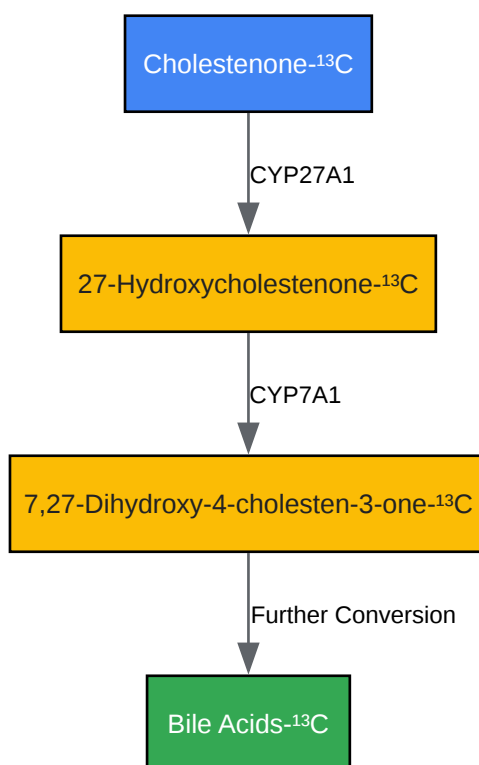 Cholestenone-¹³C
CYP27A1
27-Hydroxycholestenone-¹³C
CYP7A1
7,27-Dihydroxy-4-cholesten-3-one-¹³C
Further Conversion
Bile Acids-¹³C